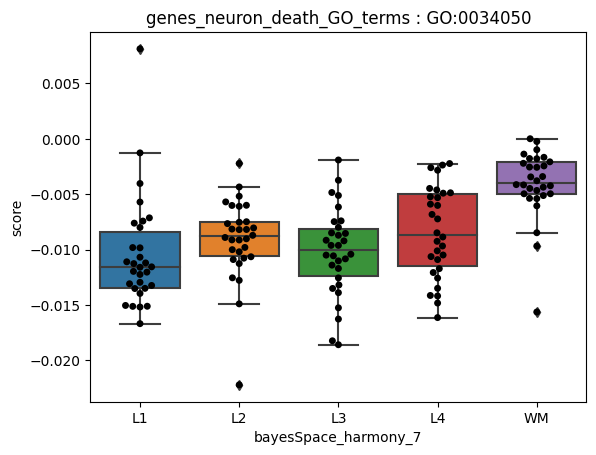 genes_neuron_death_GO_terms : GO:0034050
0.005
0.000
−0.005
−0.010
−0.015
−0.020
score
L1 L2 L3 L4 WM
bayesSpace_harmony_7